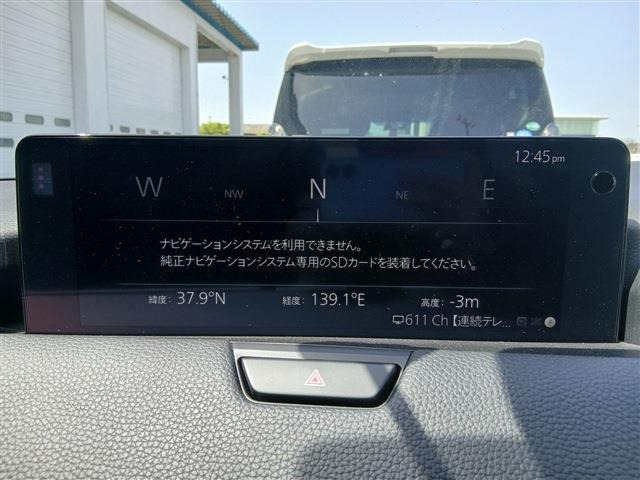 12:45pm
W NW N NE E
ナビゲーションシステムを利用できません。
純正ナビゲーションシステム専用のSDカードを装着してください。
緯度: 37.9°N 経度: 139.1°E 高度: -3m
611 Ch【連続テレ...